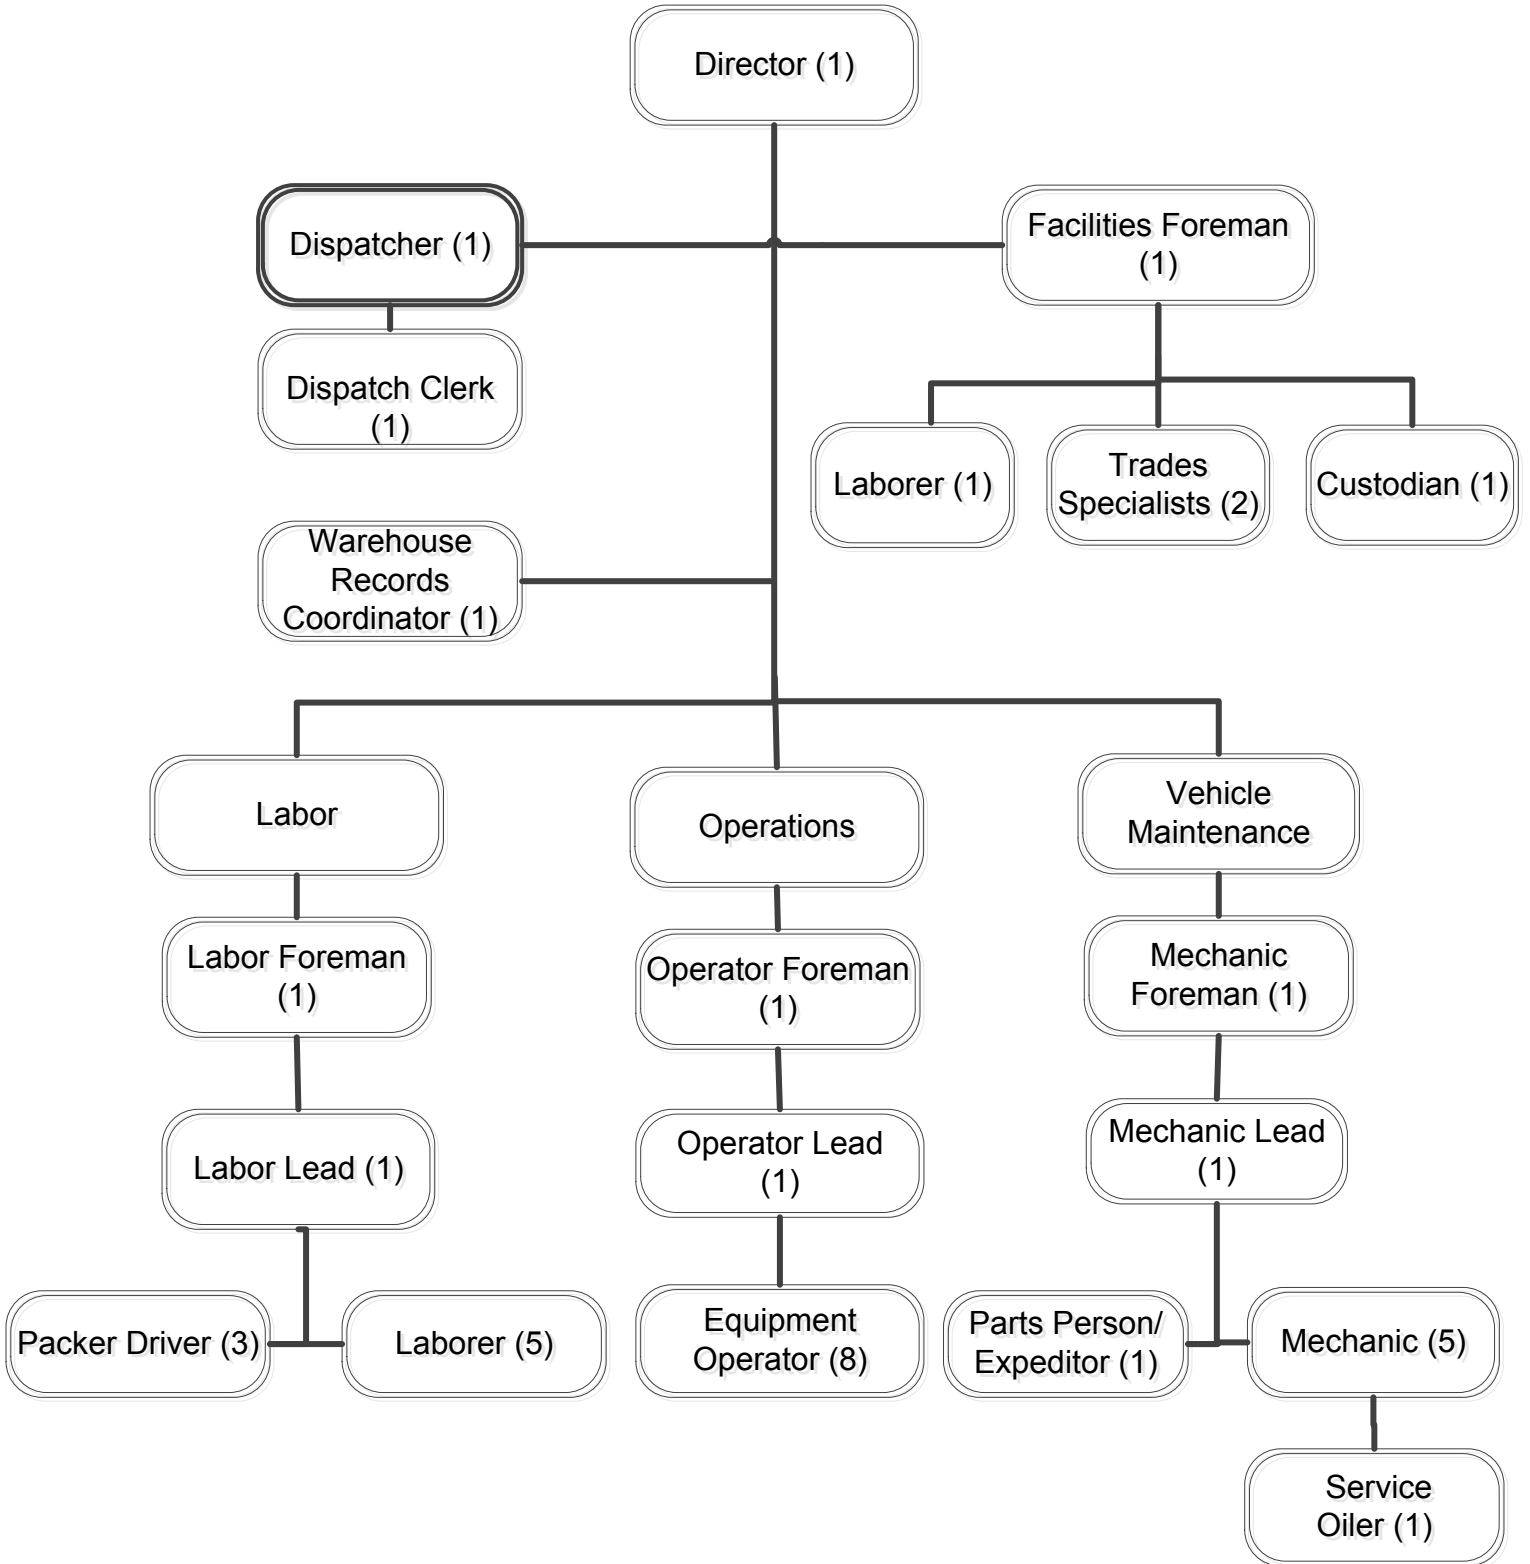 Director (1)
Dispatcher (1)
Facilities Foreman
(1)
Dispatch Clerk
(1)
Laborer (1)
Trades
Specialists (2)
Custodian (1)
Warehouse
Records
Coordinator (1)
Labor
Operations
Vehicle
Maintenance
Labor Foreman
(1)
Operator Foreman
(1)
Mechanic
Foreman (1)
Labor Lead (1)
Operator Lead
(1)
Mechanic Lead
(1)
Packer Driver (3)
Laborer (5)
Equipment
Operator (8)
Parts Person/
Expeditor (1)
Mechanic (5)
Service
Oiler (1)